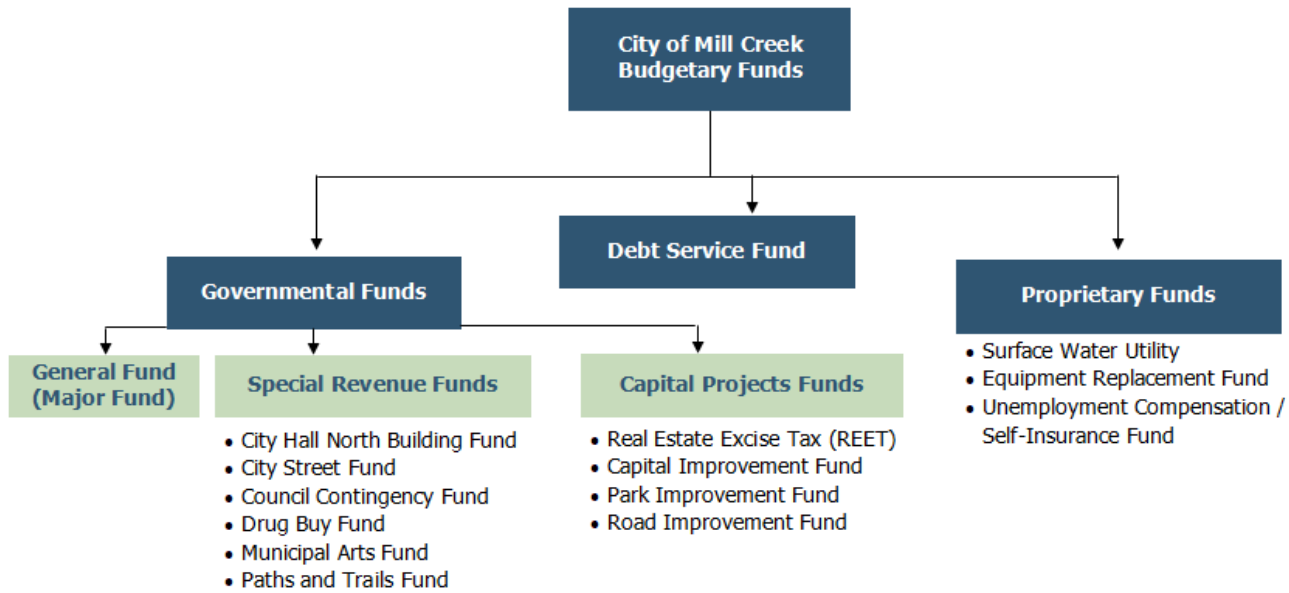 City of Mill Creek
Budgetary Funds
Debt Service Fund
Governmental Funds
Proprietary Funds
• Surface Water Utility
• Equipment Replacement Fund
• Unemployment Compensation /
Self-Insurance Fund
General Fund
(Major Fund)
Special Revenue Funds
• City Hall North Building Fund
• City Street Fund
• Council Contingency Fund
• Drug Buy Fund
• Municipal Arts Fund
• Paths and Trails Fund
Capital Projects Funds
• Real Estate Excise Tax (REET)
• Capital Improvement Fund
• Park Improvement Fund
• Road Improvement Fund